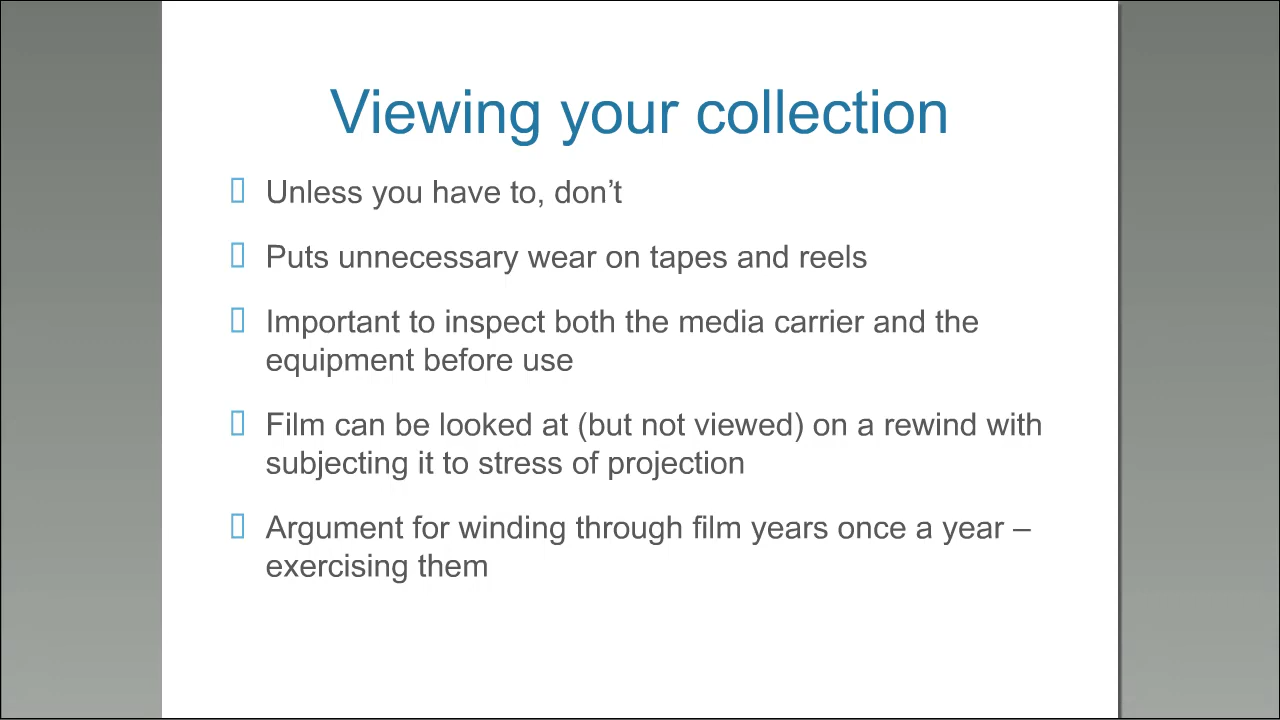 Viewing your collection
Unless you have to, don’t
Puts unnecessary wear on tapes and reels
Important to inspect both the media carrier and the
equipment before use
Film can be looked at (but not viewed) on a rewind with
subjecting it to stress of projection
Argument for winding through film years once a year –
exercising them